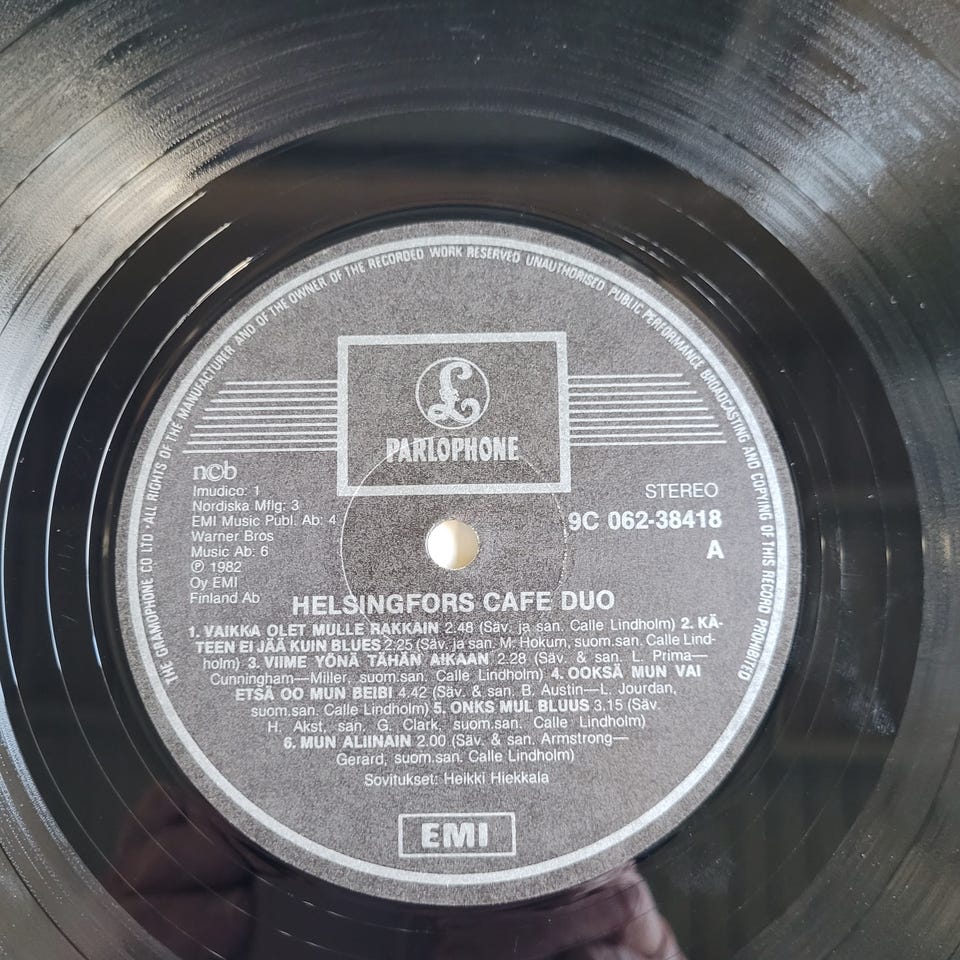 THE GRAMOPHONE CO LTD · ALL RIGHTS OF THE MANUFACTURER AND OF THE OWNER OF THE RECORDED WORK RESERVED UNAUTHORISED PUBLIC PERFORMANCE BROADCASTING AND COPYING OF THIS RECORD PROHIBITED
£
PARLOPHONE
n©b
Imudico: 1
Nordiska Mflg: 3
EMI Music Publ. Ab: 4
Warner Bros
Music Ab: 6
℗ 1982
Oy EMI
Finland Ab
STEREO
9C 062-38418
A
HELSINGFORS CAFE DUO
1. VAIKKA OLET MULLE RAKKAIN 2.48 (Säv. ja san. Calle Lindholm) 2. KÄ-
TEEN EI JÄÄ KUIN BLUES 2.25 (Säv. ja san. M. Hokum, suom.san. Calle Lind-
holm) 3. VIIME YÖNÄ TÄHÄN AIKAAN 2.28 (Säv. & san. L. Prima—
Cunningham—Miller, suom.san. Calle Lindholm) 4. OOKSÄ MUN VAI
ETSÄ OO MUN BEIBI 4.42 (Säv. & san. B. Austin—L. Jourdan,
suom.san. Calle Lindholm) 5. ONKS MUL BLUUS 3.15 (Säv.
H. Akst, san. G. Clark, suom.san. Calle Lindholm)
6. MUN ALIINAIN 2.00 (Säv. & san. Armstrong—
Gerard, suom.san. Calle Lindholm)
Sovitukset: Heikki Hiekkala
EMI